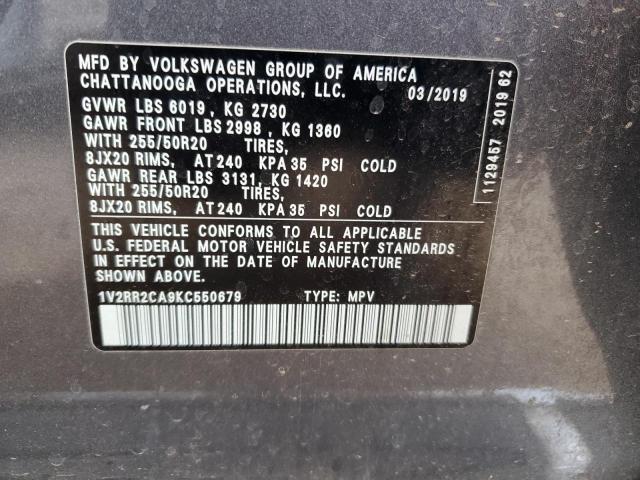 MFD BY VOLKSWAGEN GROUP OF AMERICA
CHATTANOOGA OPERATIONS, LLC. 03/2019
GVWR LBS 6019 , KG 2730
GAWR FRONT LBS 2998 , KG 1360
WITH 255/50R20 TIRES,
8JX20 RIMS, AT 240 KPA 35 PSI COLD
GAWR REAR LBS 3131, KG 1420
WITH 255/50R20 TIRES,
8JX20 RIMS, AT 240 KPA 35 PSI COLD
THIS VEHICLE CONFORMS TO ALL APPLICABLE
U.S. FEDERAL MOTOR VEHICLE SAFETY STANDARDS
IN EFFECT ON THE DATE OF MANUFACTURE
SHOWN ABOVE.
1V2RR2CA9KC550679 TYPE: MPV
1129457 2019 62